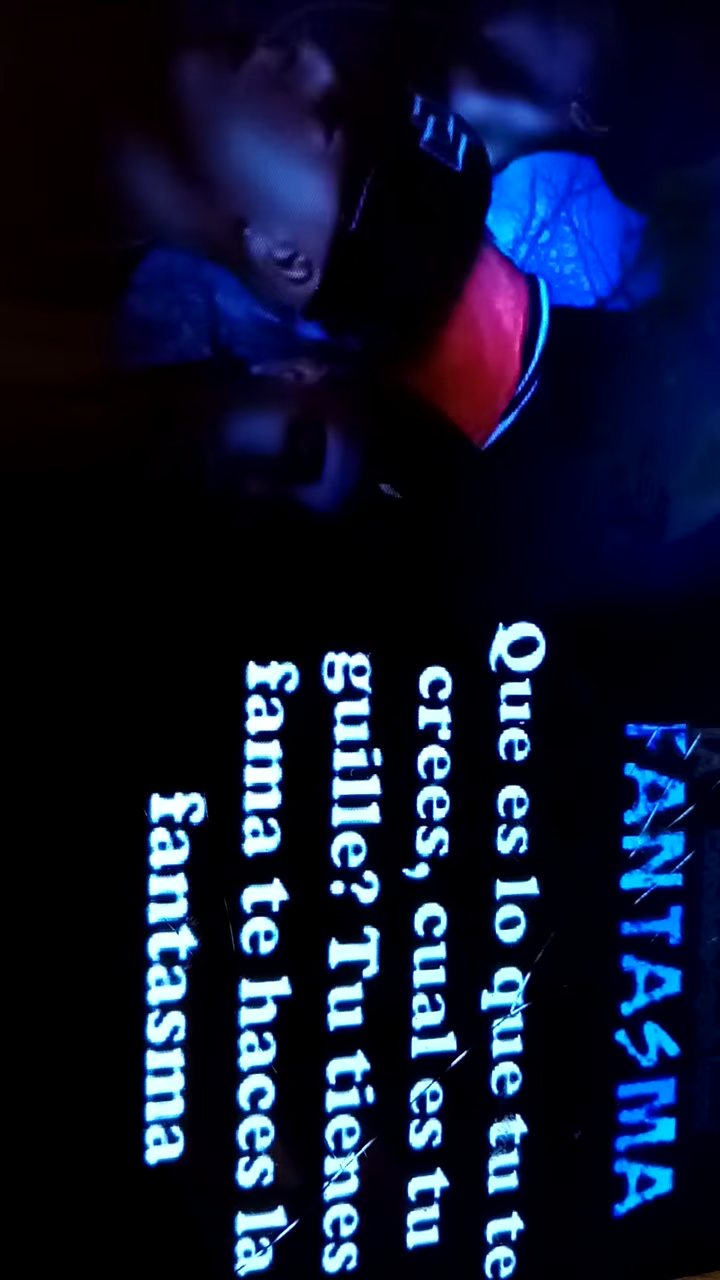 FANTASMA
Que es lo que tu te
crees, cual es tu
guille? Tu tienes
fama te haces la
fantasma